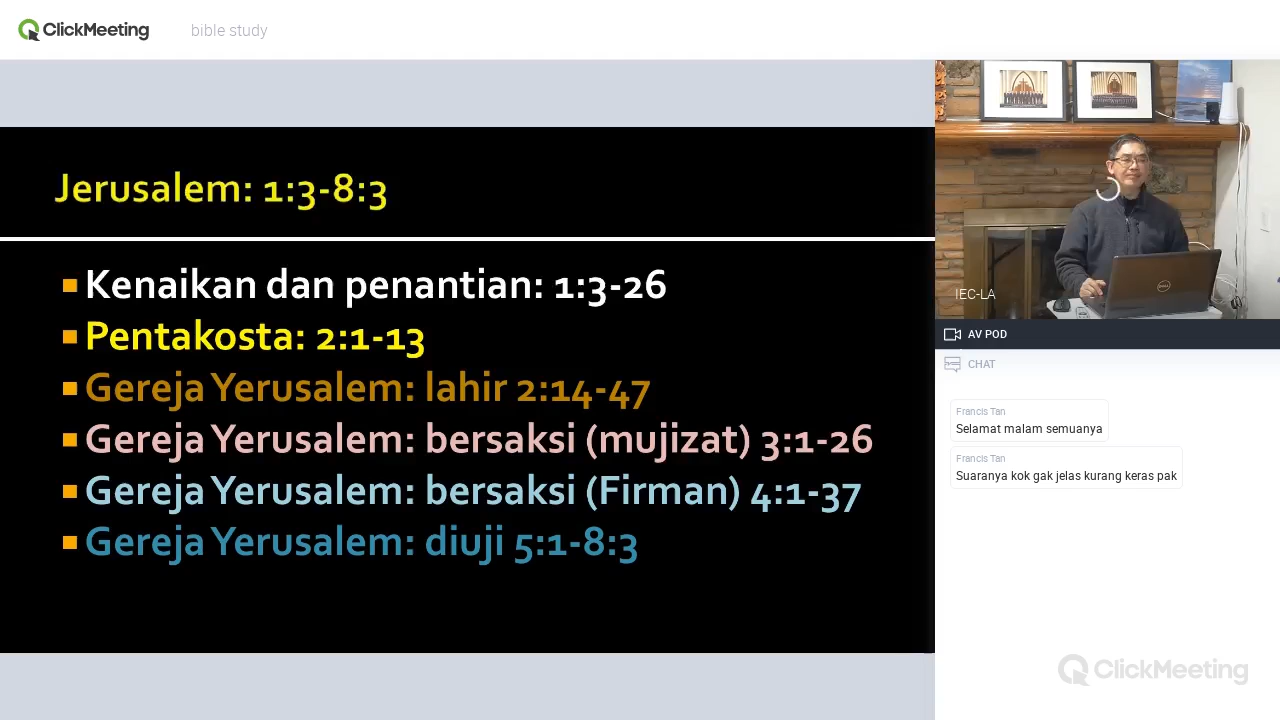 ClickMeeting
bible study
Jerusalem: 1:3-8:3
Kenaikan dan penantian: 1:3-26
Pentakosta: 2:1-13
Gereja Yerusalem: lahir 2:14-47
Gereja Yerusalem: bersaksi (mujizat) 3:1-26
Gereja Yerusalem: bersaksi (Firman) 4:1-37
Gereja Yerusalem: diuji 5:1-8:3
IEC-LA
DELL
AV POD
CHAT
Francis Tan
Selamat malam semuanya
Francis Tan
Suaranya kok gak jelas kurang keras pak
ClickMeeting